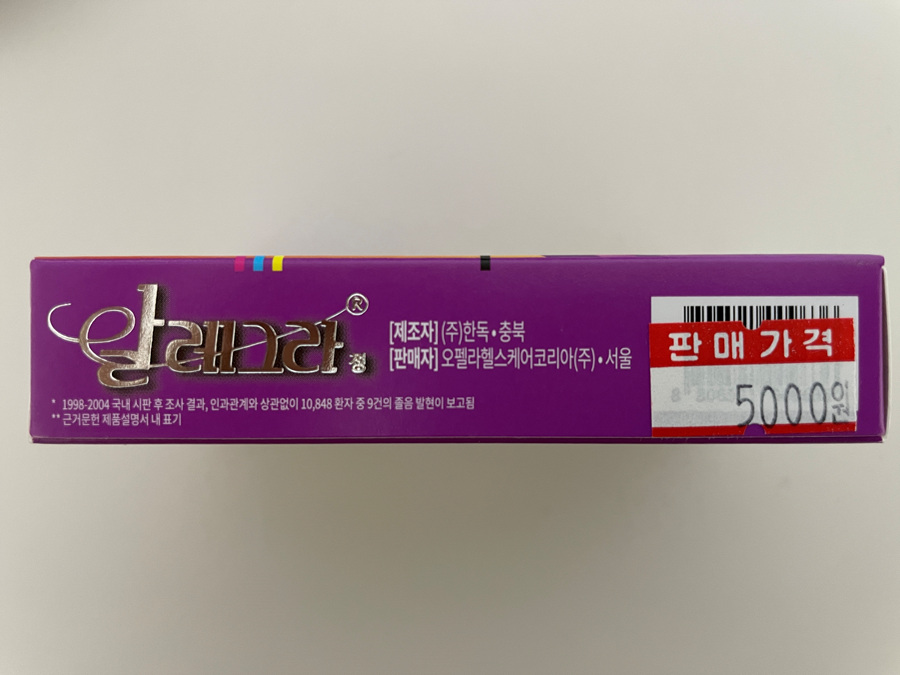 알레그라정
®
[제조자] (주)한독•충북
[판매자] 오펠라헬스케어코리아(주)•서울
* 1998-2004 국내 시판 후 조사 결과, 인과관계와 상관없이 10,848 환자 중 9건의 졸음 발현이 보고됨
** 근거문헌 제품설명서 내 표기
판매가격
5000원